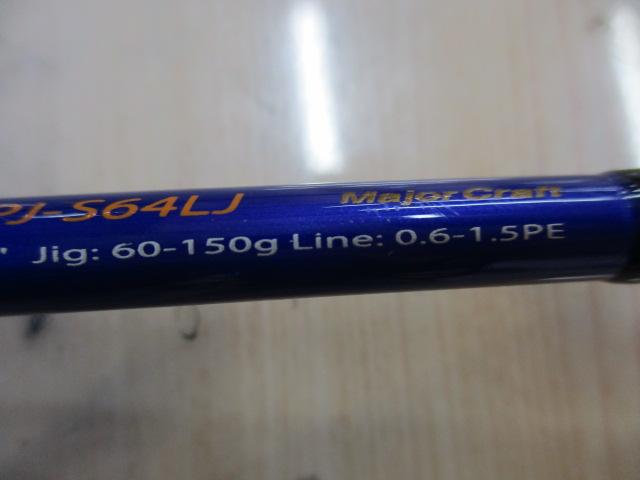 PJ-S64LJ Major Craft
" Jig: 60-150g Line: 0.6-1.5PE